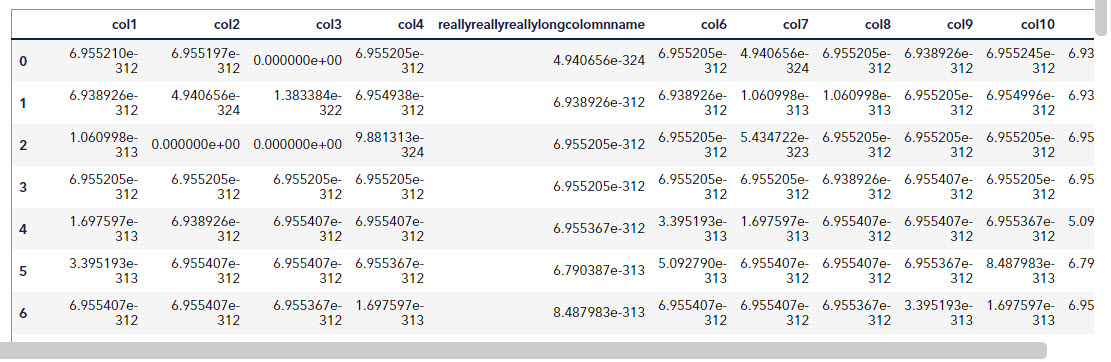 col1 col2 col3 col4 reallyreallyreallylongcolomnname col6 col7 col8 col9 col10
0 6.955210e-312 6.955197e-312 0.000000e+00 6.955205e-312 4.940656e-324 6.955205e-312 4.940656e-324 6.955205e-312 6.938926e-312 6.955245e-312 6.93
1 6.938926e-312 4.940656e-324 1.383384e-322 6.954938e-312 6.938926e-312 6.938926e-312 1.060998e-313 1.060998e-313 6.955205e-312 6.954996e-312 6.93
2 1.060998e-313 0.000000e+00 0.000000e+00 9.881313e-324 6.955205e-312 6.955205e-312 5.434722e-323 6.955205e-312 6.955205e-312 6.955205e-312 6.95
3 6.955205e-312 6.955205e-312 6.955205e-312 6.955205e-312 6.955205e-312 6.955205e-312 6.955205e-312 6.938926e-312 6.955407e-312 6.955205e-312 6.95
4 1.697597e-313 6.938926e-312 6.955407e-312 6.955407e-312 6.955367e-312 3.395193e-313 1.697597e-313 6.955407e-312 6.955407e-312 6.955367e-312 5.09
5 3.395193e-313 6.955407e-312 6.955407e-312 6.955367e-312 6.790387e-313 5.092790e-313 6.955407e-312 6.955407e-312 6.955367e-312 8.487983e-313 6.79
6 6.955407e-312 6.955407e-312 6.955367e-312 1.697597e-313 8.487983e-313 6.955407e-312 6.955407e-312 6.955367e-312 3.395193e-313 1.697597e-313 6.95